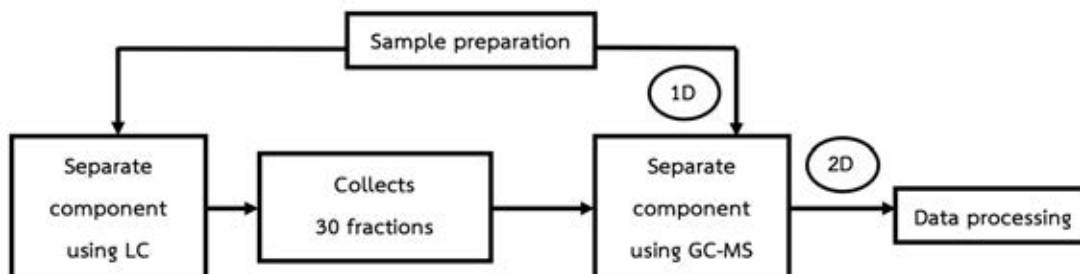 Sample preparation
1D
Separate
component
using LC
Collects
30 fractions
Separate
component
using GC-MS
2D
Data processing